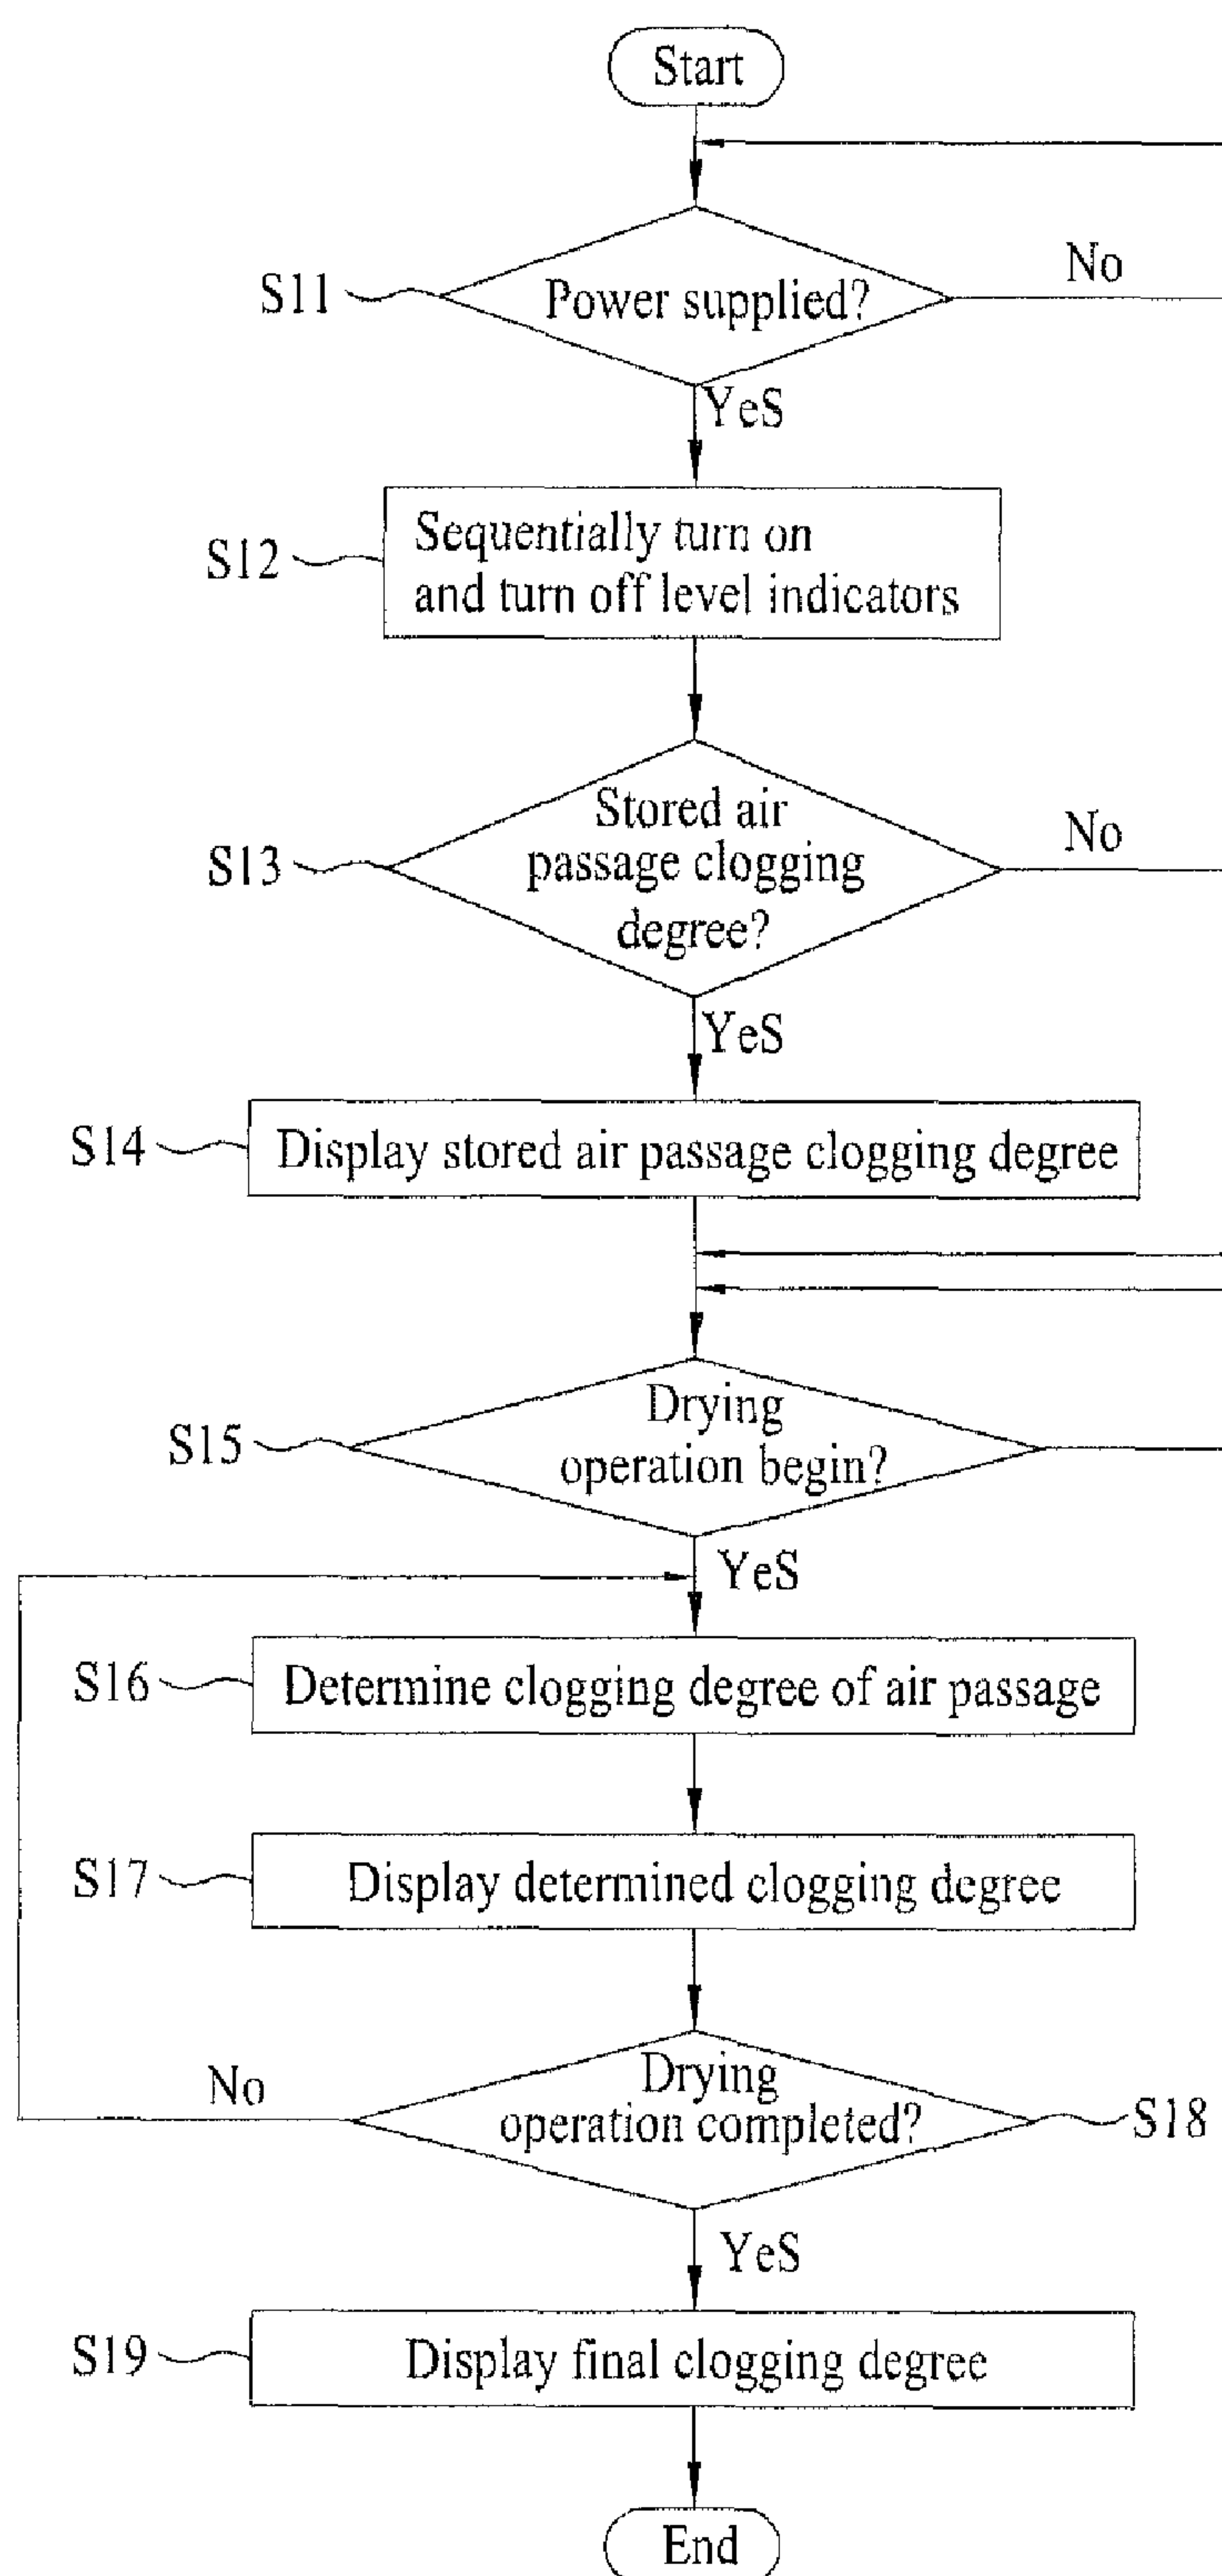 Start
S11
Power supplied?
No
YeS
S12
Sequentially turn on
and turn off level indicators
S13
Stored air
passage clogging
degree?
No
YeS
S14
Display stored air passage clogging degree
S15
Drying
operation begin?
YeS
S16
Determine clogging degree of air passage
S17
Display determined clogging degree
No
Drying
operation completed?
S18
YeS
S19
Display final clogging degree
End